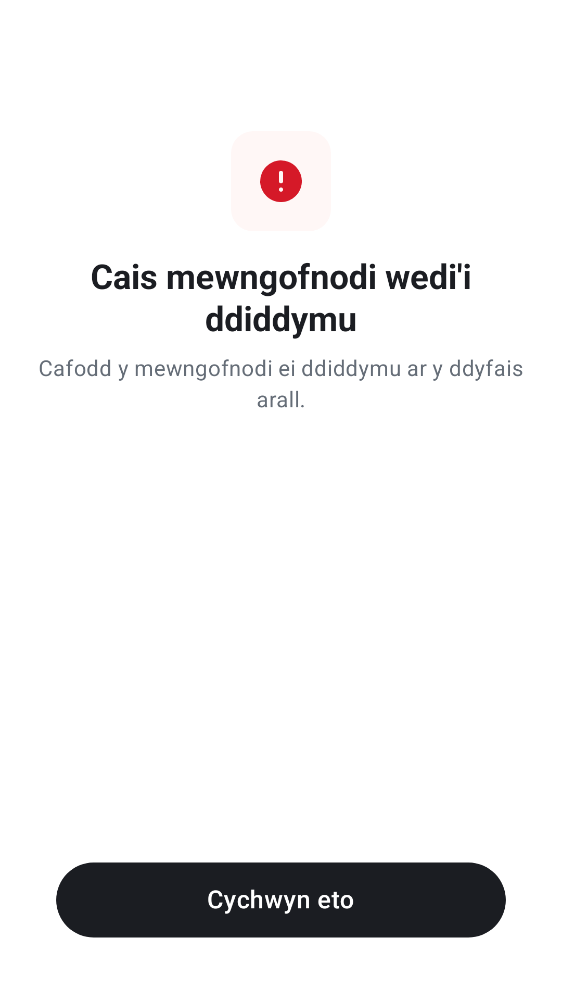 Cais mewngofnodi wedi'i
ddiddymu
Cafodd y mewngofnodi ei ddiddymu ar y ddyfais
arall.
Cychwyn eto